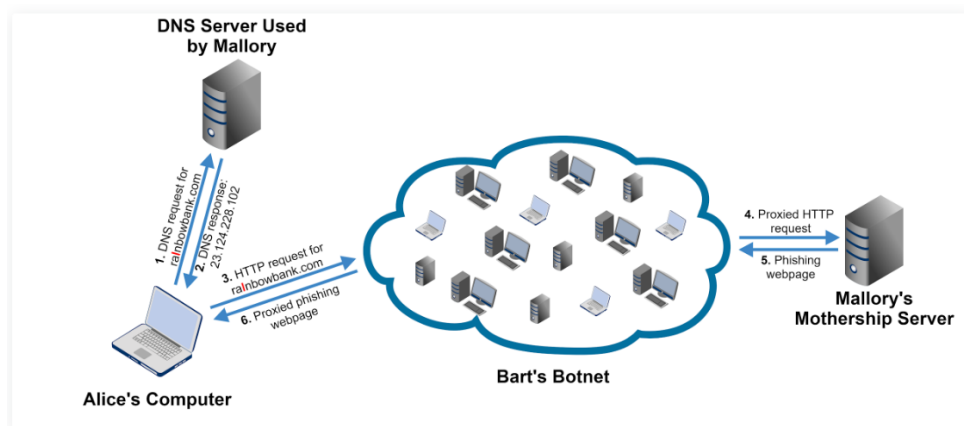 DNS Server Used
by Mallory
1. DNS request for
raInbowbank.com
2. DNS response:
23.124.228.102
3. HTTP request for
raInbowbank.com
6. Proxied phishing
webpage
4. Proxied HTTP
request
5. Phishing
webpage
Mallory's
Mothership Server
Bart's Botnet
Alice's Computer